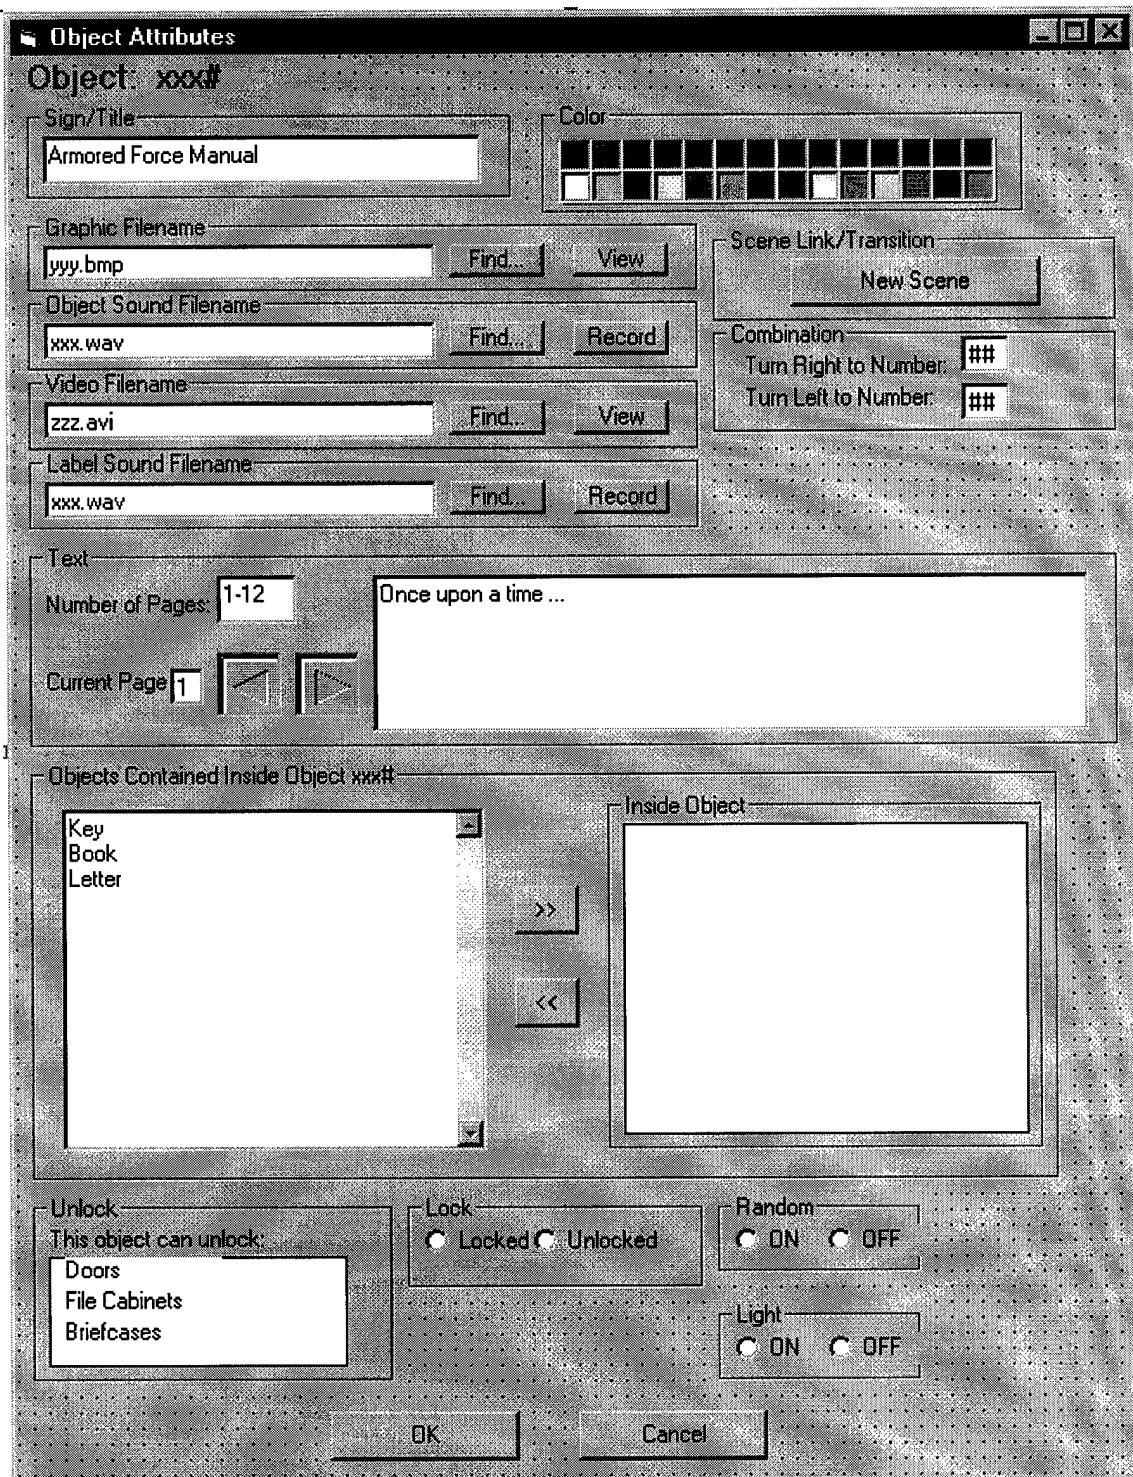 Object Attributes
Object: xxx#
Sign/Title
Armored Force Manual
Color
Graphic Filename
yyy.bmp
Find...
View
Scene Link/Transition
New Scene
Object Sound Filename
xxx.wav
Find...
Record
Combination
Turn Right to Number: ##
Turn Left to Number: ##
Video Filename
zzz.avi
Find...
View
Label Sound Filename
xxx.wav
Find...
Record
Text
Number of Pages: 1-12
Once upon a time ...
Current Page 1
Objects Contained Inside Object xxx#
Key
Book
Letter
>>
<<
Inside Object
Unlock
This object can unlock:
Doors
File Cabinets
Briefcases
Lock
Locked
Unlocked
Random
ON
OFF
Light
ON
OFF
OK
Cancel